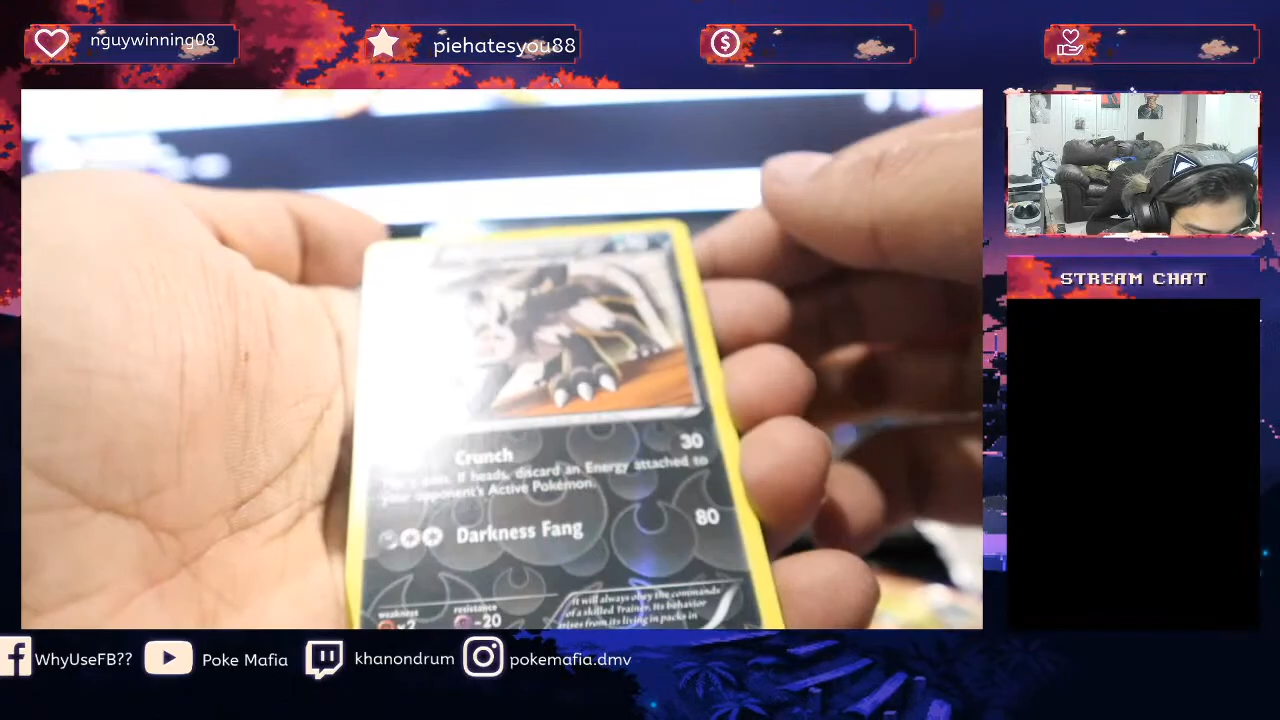 nguywinning08
piehatesyou88
STREAM CHAT
Crunch 30
If heads, discard an Energy attached to
your opponent's Active Pokémon.
Darkness Fang 80
weakness
×2
resistance
-20
It will always obey the commands
of a skilled Trainer. Its behavior
arises from its living in packs in
WhyUseFB??
Poke Mafia
khanondrum
pokemafia.dmv